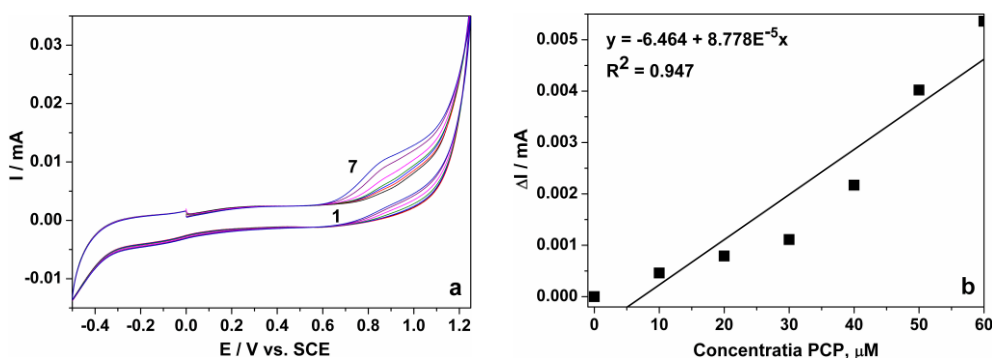 0.03
0.02
0.01
0.00
-0.01
I / mA
7
1
a
-0.4 -0.2 0.0 0.2 0.4 0.6 0.8 1.0 1.2
E / V vs. SCE
y = -6.464 + 8.778E⁻⁵x
R² = 0.947
0.005
0.004
0.003
0.002
0.001
0.000
ΔI / mA
b
0 10 20 30 40 50 60
Concentratia PCP, μM